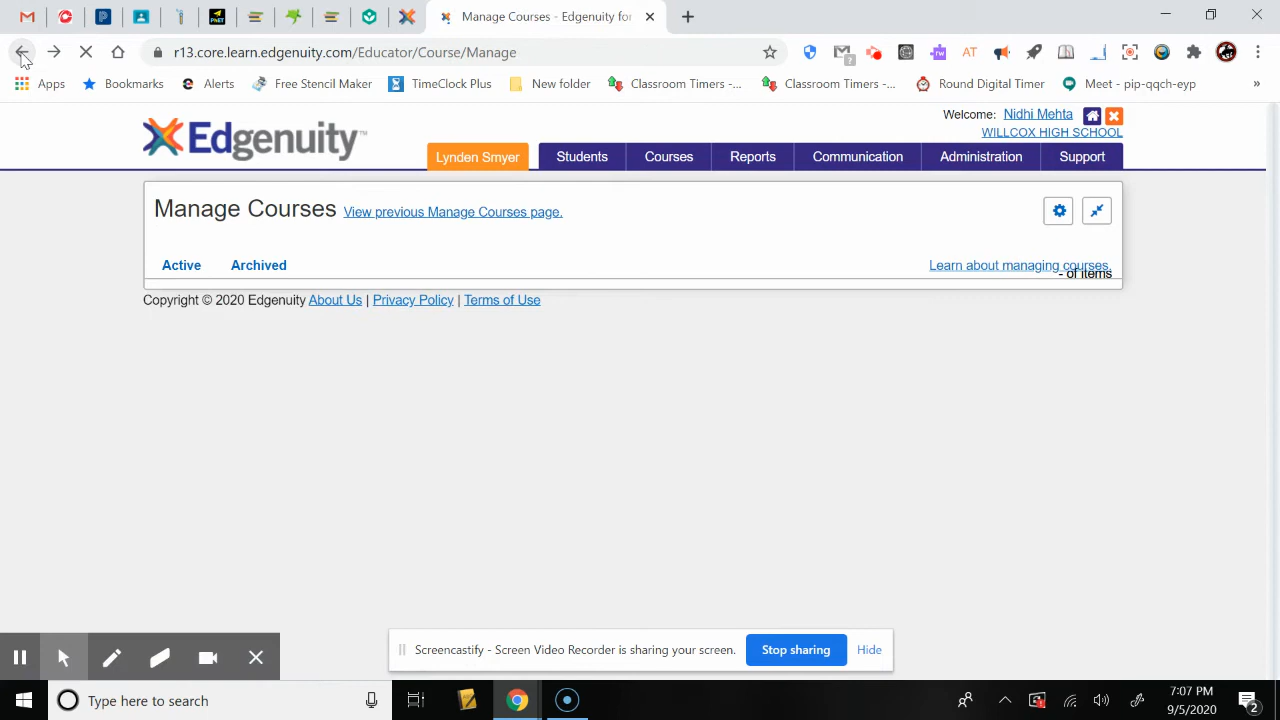 Manage Courses - Edgenuity for
r13.core.learn.edgenuity.com/Educator/Course/Manage
Apps Bookmarks Alerts Free Stencil Maker TimeClock Plus New folder Classroom Timers -... Classroom Timers -... Round Digital Timer Meet - pip-qqch-eyp »
Welcome: Nidhi Mehta
WILLCOX HIGH SCHOOL
Edgenuity™
Lynden Smyer Students Courses Reports Communication Administration Support
Manage Courses View previous Manage Courses page.
Active Archived Learn about managing courses.
- of items
Copyright © 2020 Edgenuity About Us | Privacy Policy | Terms of Use
Screencastify - Screen Video Recorder is sharing your screen. Stop sharing Hide
Type here to search
7:07 PM
9/5/2020
2